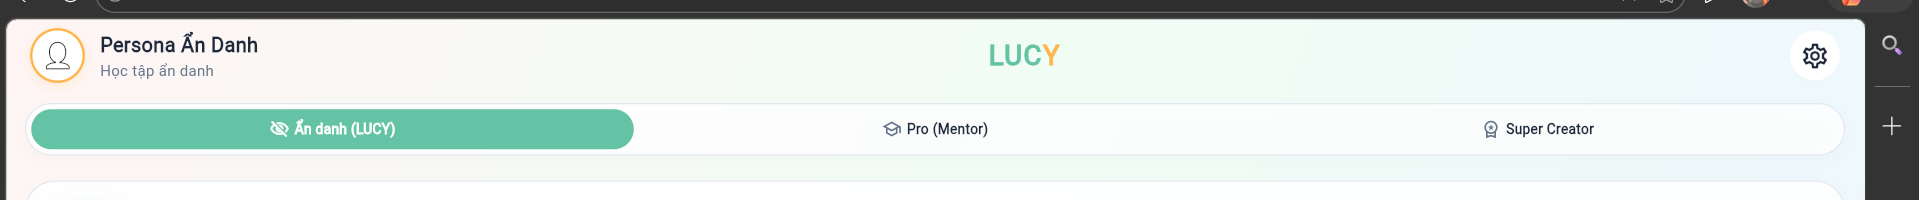 Persona Ẩn Danh
Học tập ẩn danh
LUCY
Ẩn danh (LUCY)
Pro (Mentor)
Super Creator